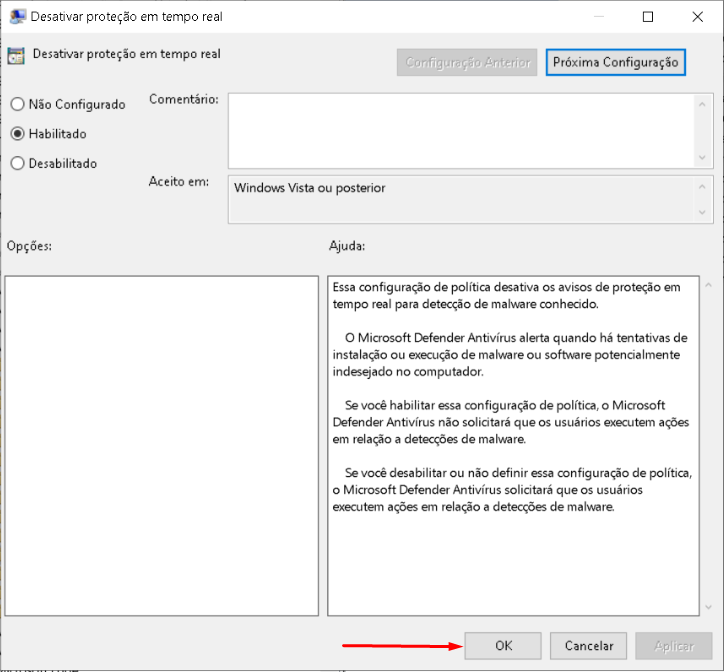 Desativar proteção em tempo real
Desativar proteção em tempo real
Configuração Anterior
Próxima Configuração
Não Configurado
Habilitado
Desabilitado
Comentário:
Aceito em:
Windows Vista ou posterior
Opções:
Ajuda:
Essa configuração de política desativa os avisos de proteção em
tempo real para detecção de malware conhecido.
O Microsoft Defender Antivírus alerta quando há tentativas de
instalação ou execução de malware ou software potencialmente
indesejado no computador.
Se você habilitar essa configuração de política, o Microsoft
Defender Antivírus não solicitará que os usuários executem ações
em relação a detecções de malware.
Se você desabilitar ou não definir essa configuração de política,
o Microsoft Defender Antivírus solicitará que os usuários
executem ações em relação a detecções de malware.
OK
Cancelar
Aplicar